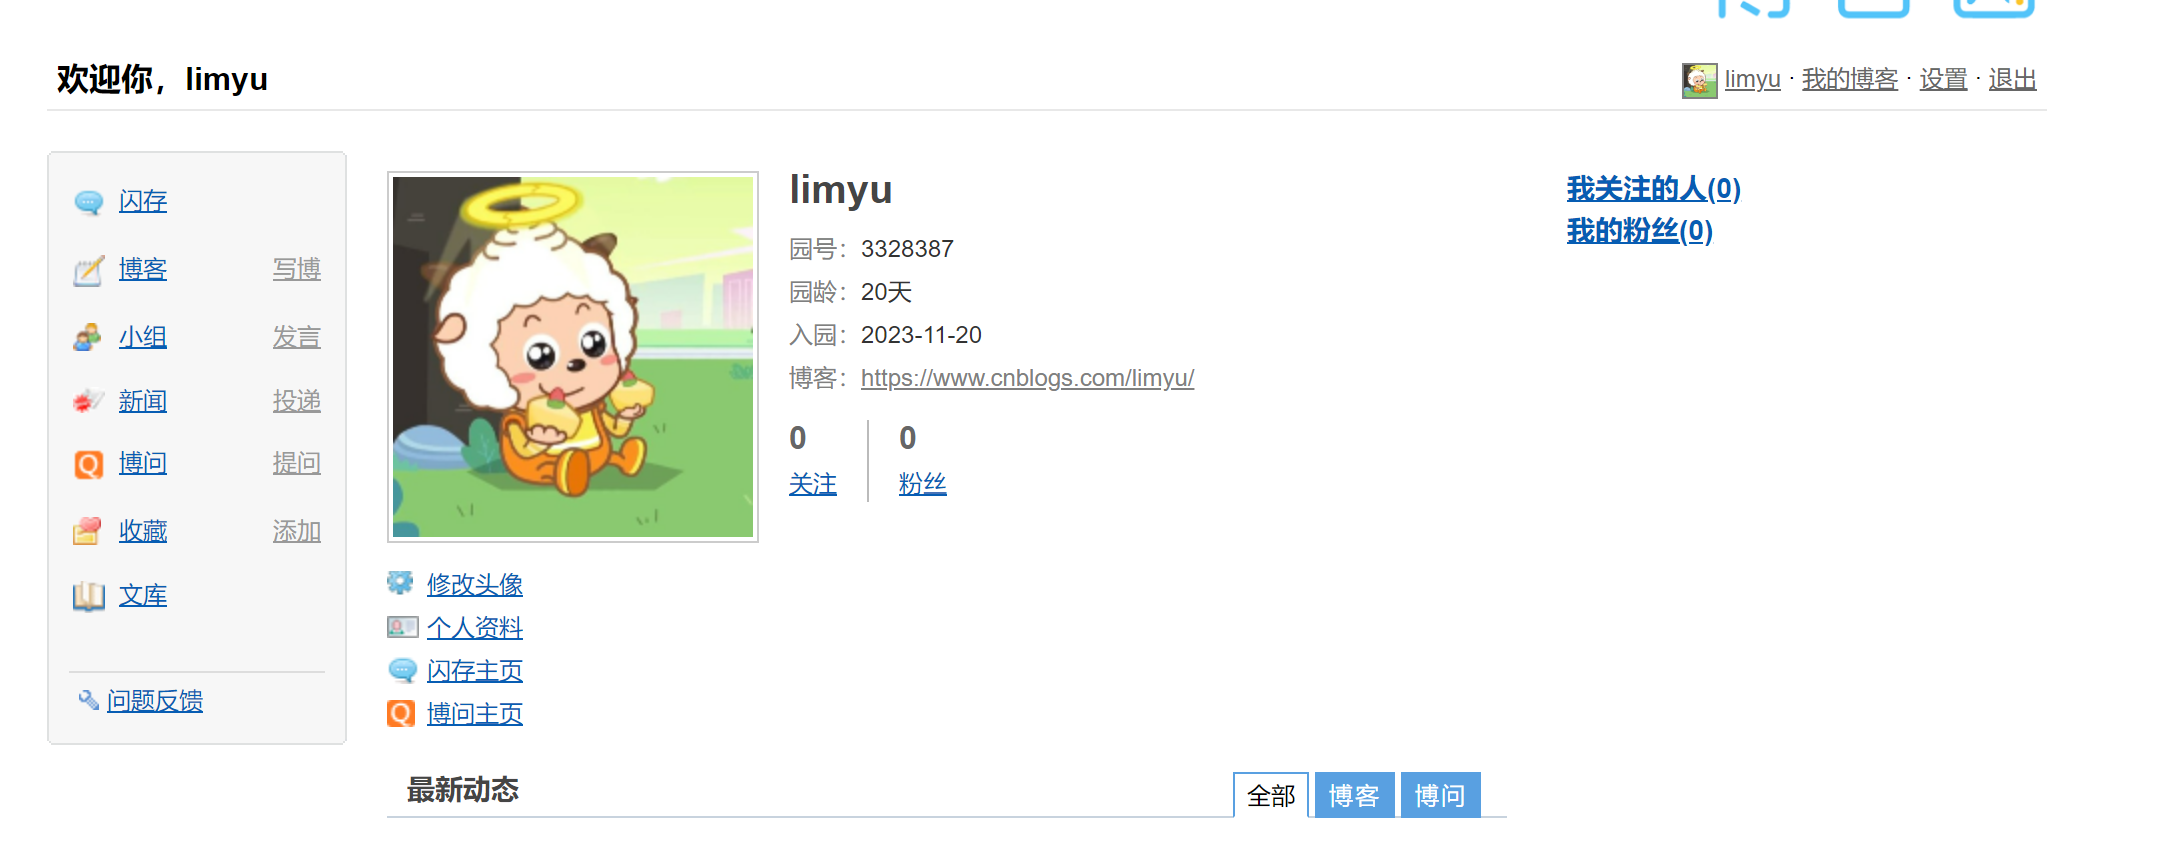 欢迎你，limyu
limyu · 我的博客 · 设置 · 退出
闪存
博客 写博
小组 发言
新闻 投递
博问 提问
收藏 添加
文库
问题反馈
limyu
园号：3328387
园龄：20天
入园：2023-11-20
博客：https://www.cnblogs.com/limyu/
0 0
关注 粉丝
修改头像
个人资料
闪存主页
博问主页
我关注的人(0)
我的粉丝(0)
最新动态 全部 博客 博问